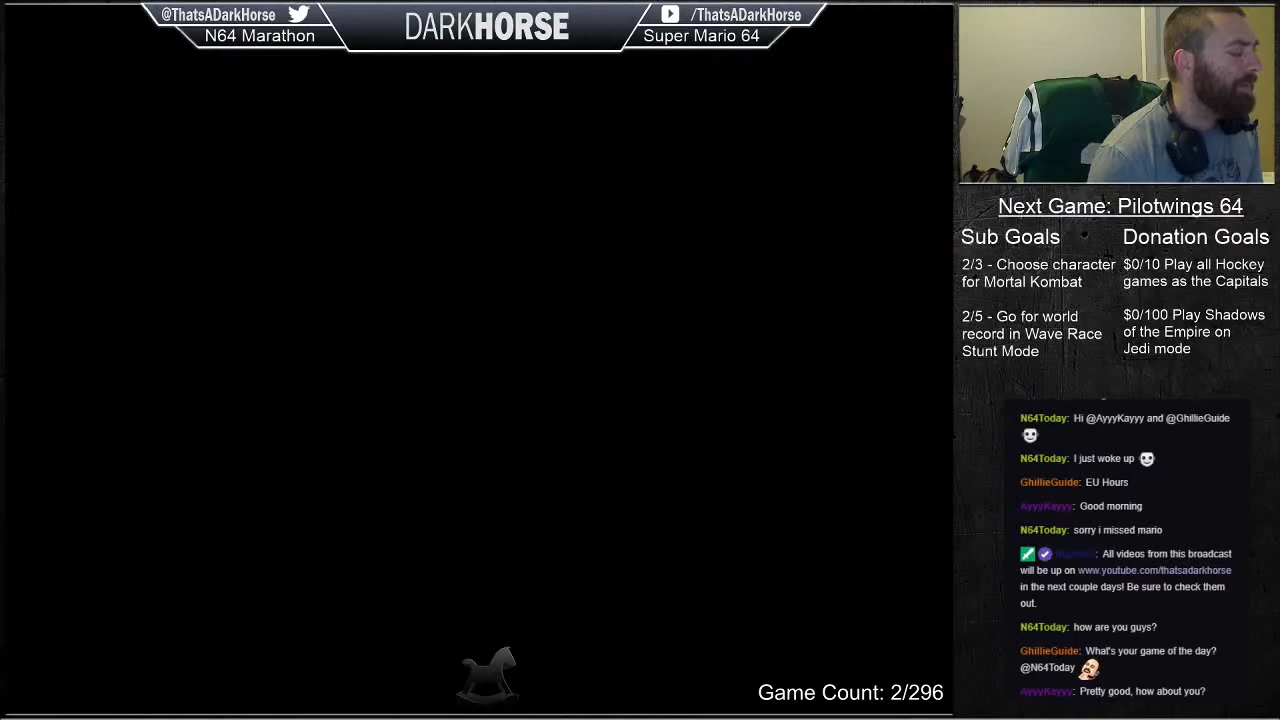 @ThatsADarkHorse
N64 Marathon
DARKHORSE
/ThatsADarkHorse
Super Mario 64
Next Game: Pilotwings 64
Sub Goals
2/3 - Choose character
for Mortal Kombat
2/5 - Go for world
record in Wave Race
Stunt Mode
Donation Goals
$0/10 Play all Hockey
games as the Capitals
$0/100 Play Shadows
of the Empire on
Jedi mode
N64Today: Hi @AyyyKayyy and @GhillieGuide
N64Today: I just woke up
GhillieGuide: EU Hours
AyyyKayyy: Good morning
N64Today: sorry i missed mario
: All videos from this broadcast
will be up on www.youtube.com/thatsadarkhorse
in the next couple days! Be sure to check them
out.
N64Today: how are you guys?
GhillieGuide: What's your game of the day?
@N64Today
AyyyKayyy: Pretty good, how about you?
Game Count: 2/296